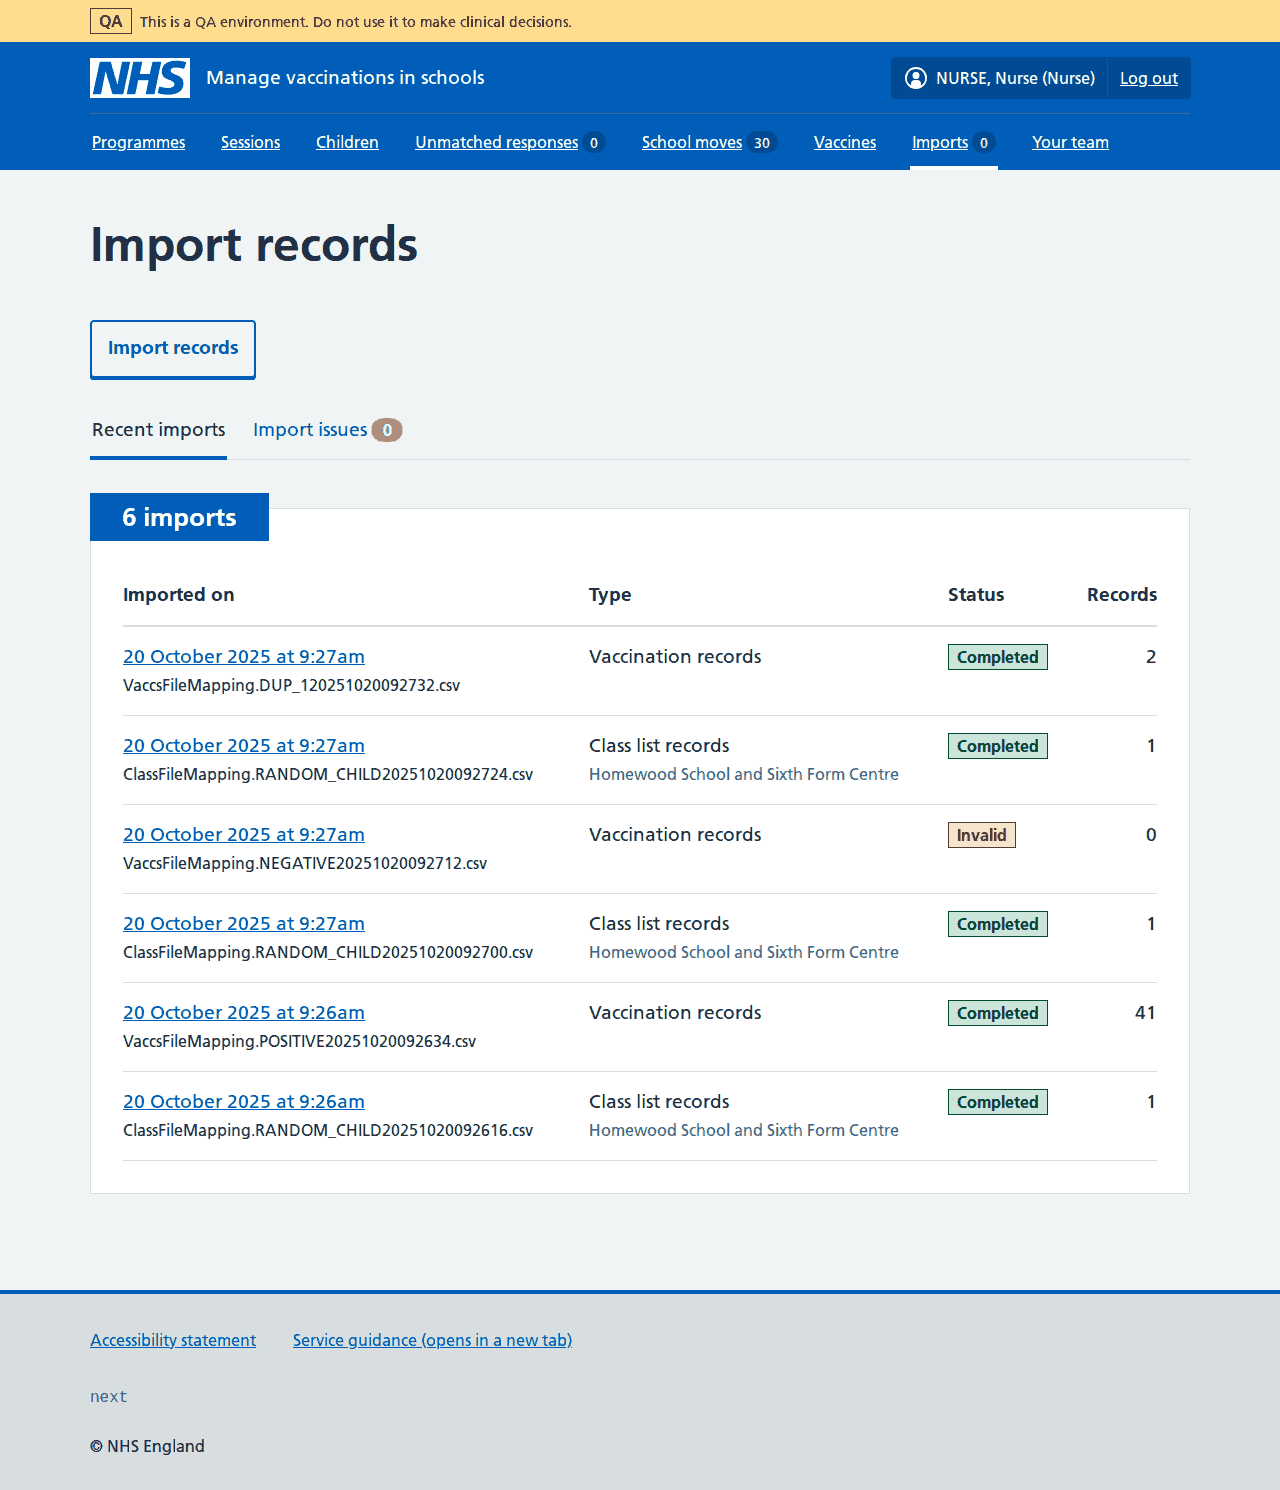 QA This is a QA environment. Do not use it to make clinical decisions.
NHS Manage vaccinations in schools NURSE, Nurse (Nurse) Log out
Programmes Sessions Children Unmatched responses 0 School moves 30 Vaccines Imports 0 Your team
Import records
Import records
Recent imports Import issues 0
6 imports
Imported on Type Status Records
20 October 2025 at 9:27am Vaccination records Completed 2
VaccsFileMapping.DUP_120251020092732.csv
20 October 2025 at 9:27am Class list records Completed 1
ClassFileMapping.RANDOM_CHILD20251020092724.csv Homewood School and Sixth Form Centre
20 October 2025 at 9:27am Vaccination records Invalid 0
VaccsFileMapping.NEGATIVE20251020092712.csv
20 October 2025 at 9:27am Class list records Completed 1
ClassFileMapping.RANDOM_CHILD20251020092700.csv Homewood School and Sixth Form Centre
20 October 2025 at 9:26am Vaccination records Completed 41
VaccsFileMapping.POSITIVE20251020092634.csv
20 October 2025 at 9:26am Class list records Completed 1
ClassFileMapping.RANDOM_CHILD20251020092616.csv Homewood School and Sixth Form Centre
Accessibility statement Service guidance (opens in a new tab)
next
© NHS England